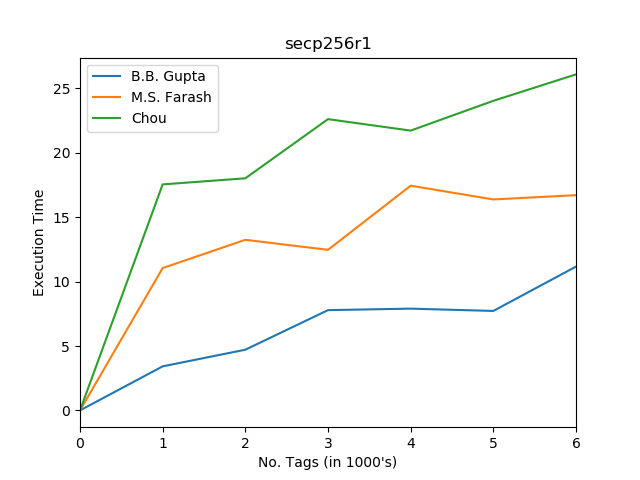 secp256r1
B.B. Gupta
M.S. Farash
Chou
Execution Time
25
20
15
10
5
0
0 1 2 3 4 5 6
No. Tags (in 1000's)